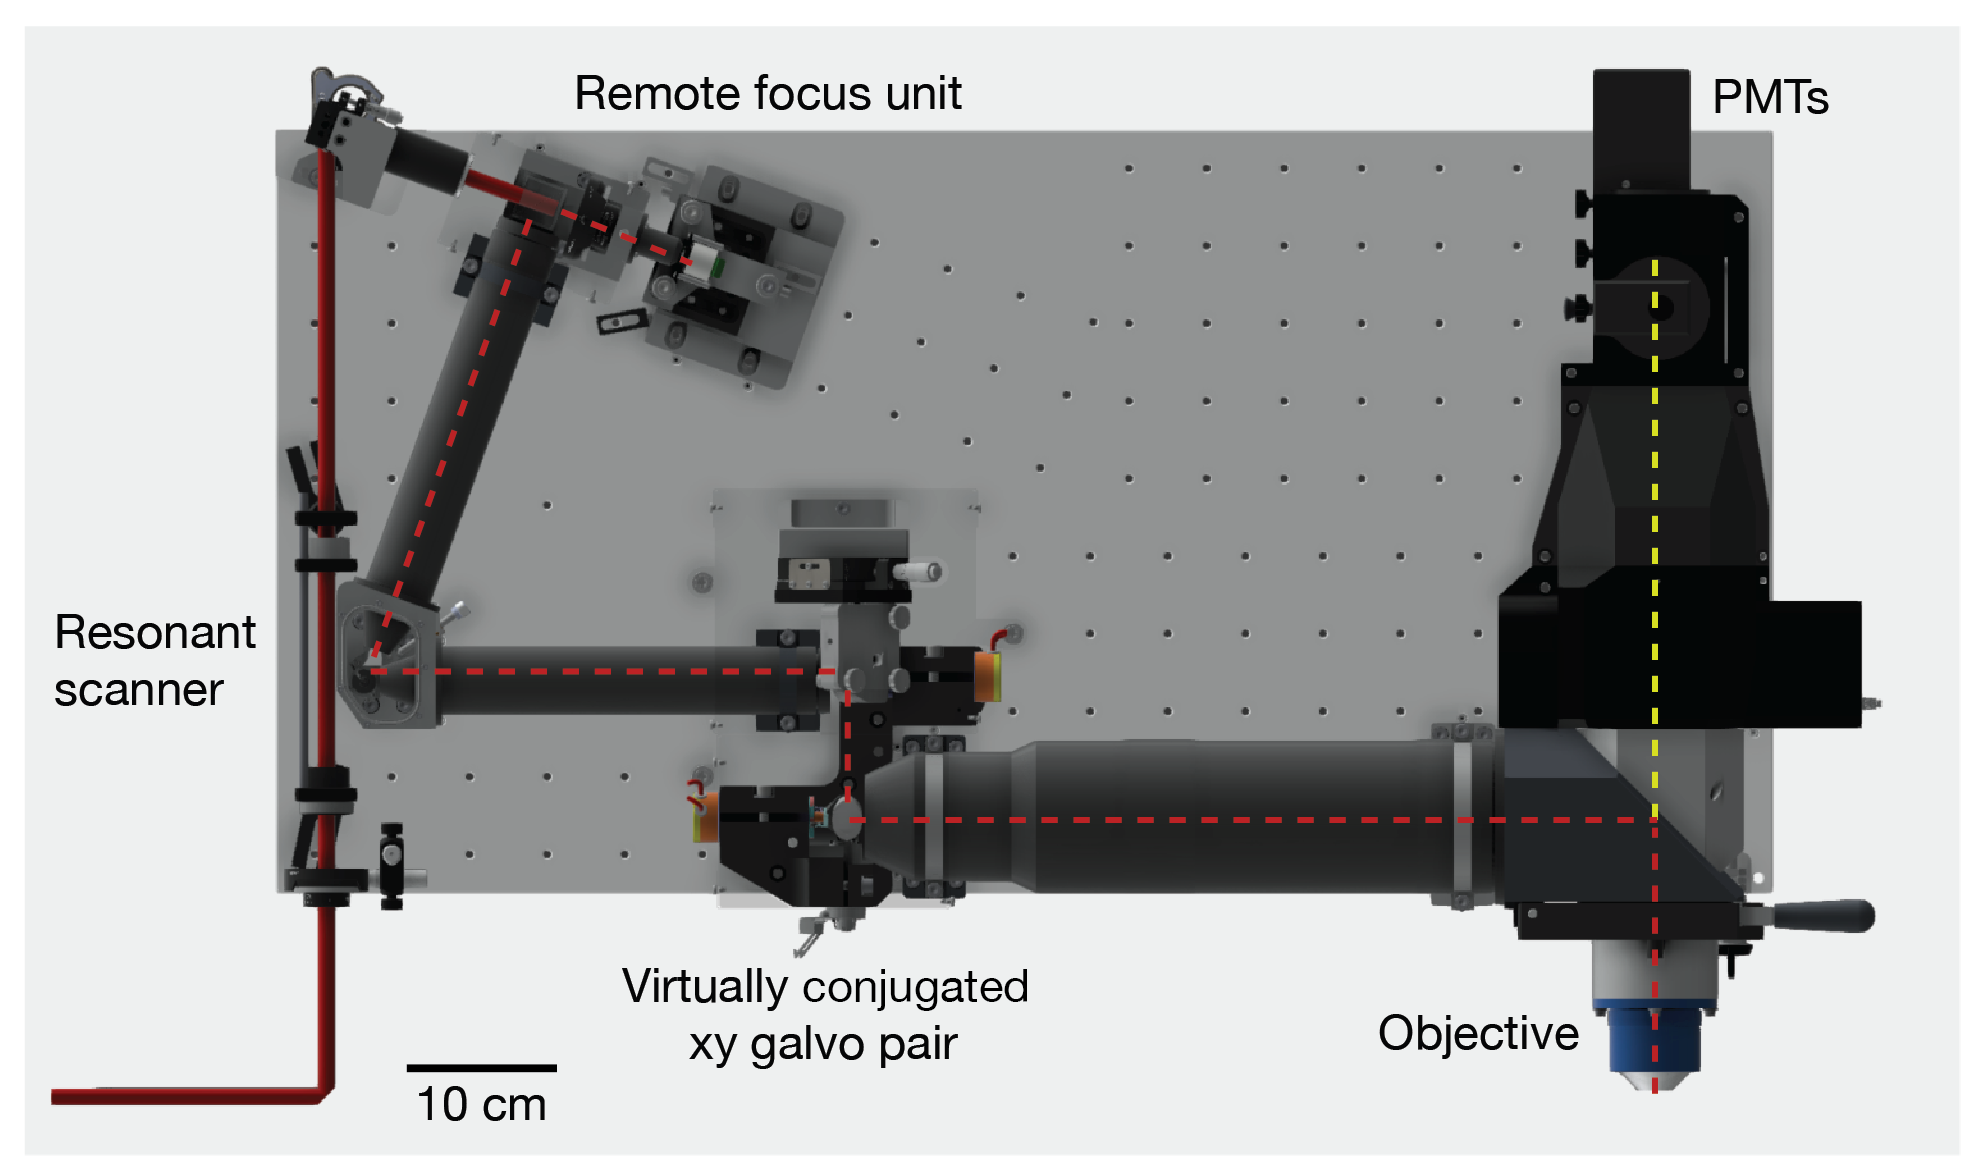 Remote focus unit
PMTs
Resonant
scanner
Virtually conjugated
xy galvo pair
Objective
10 cm